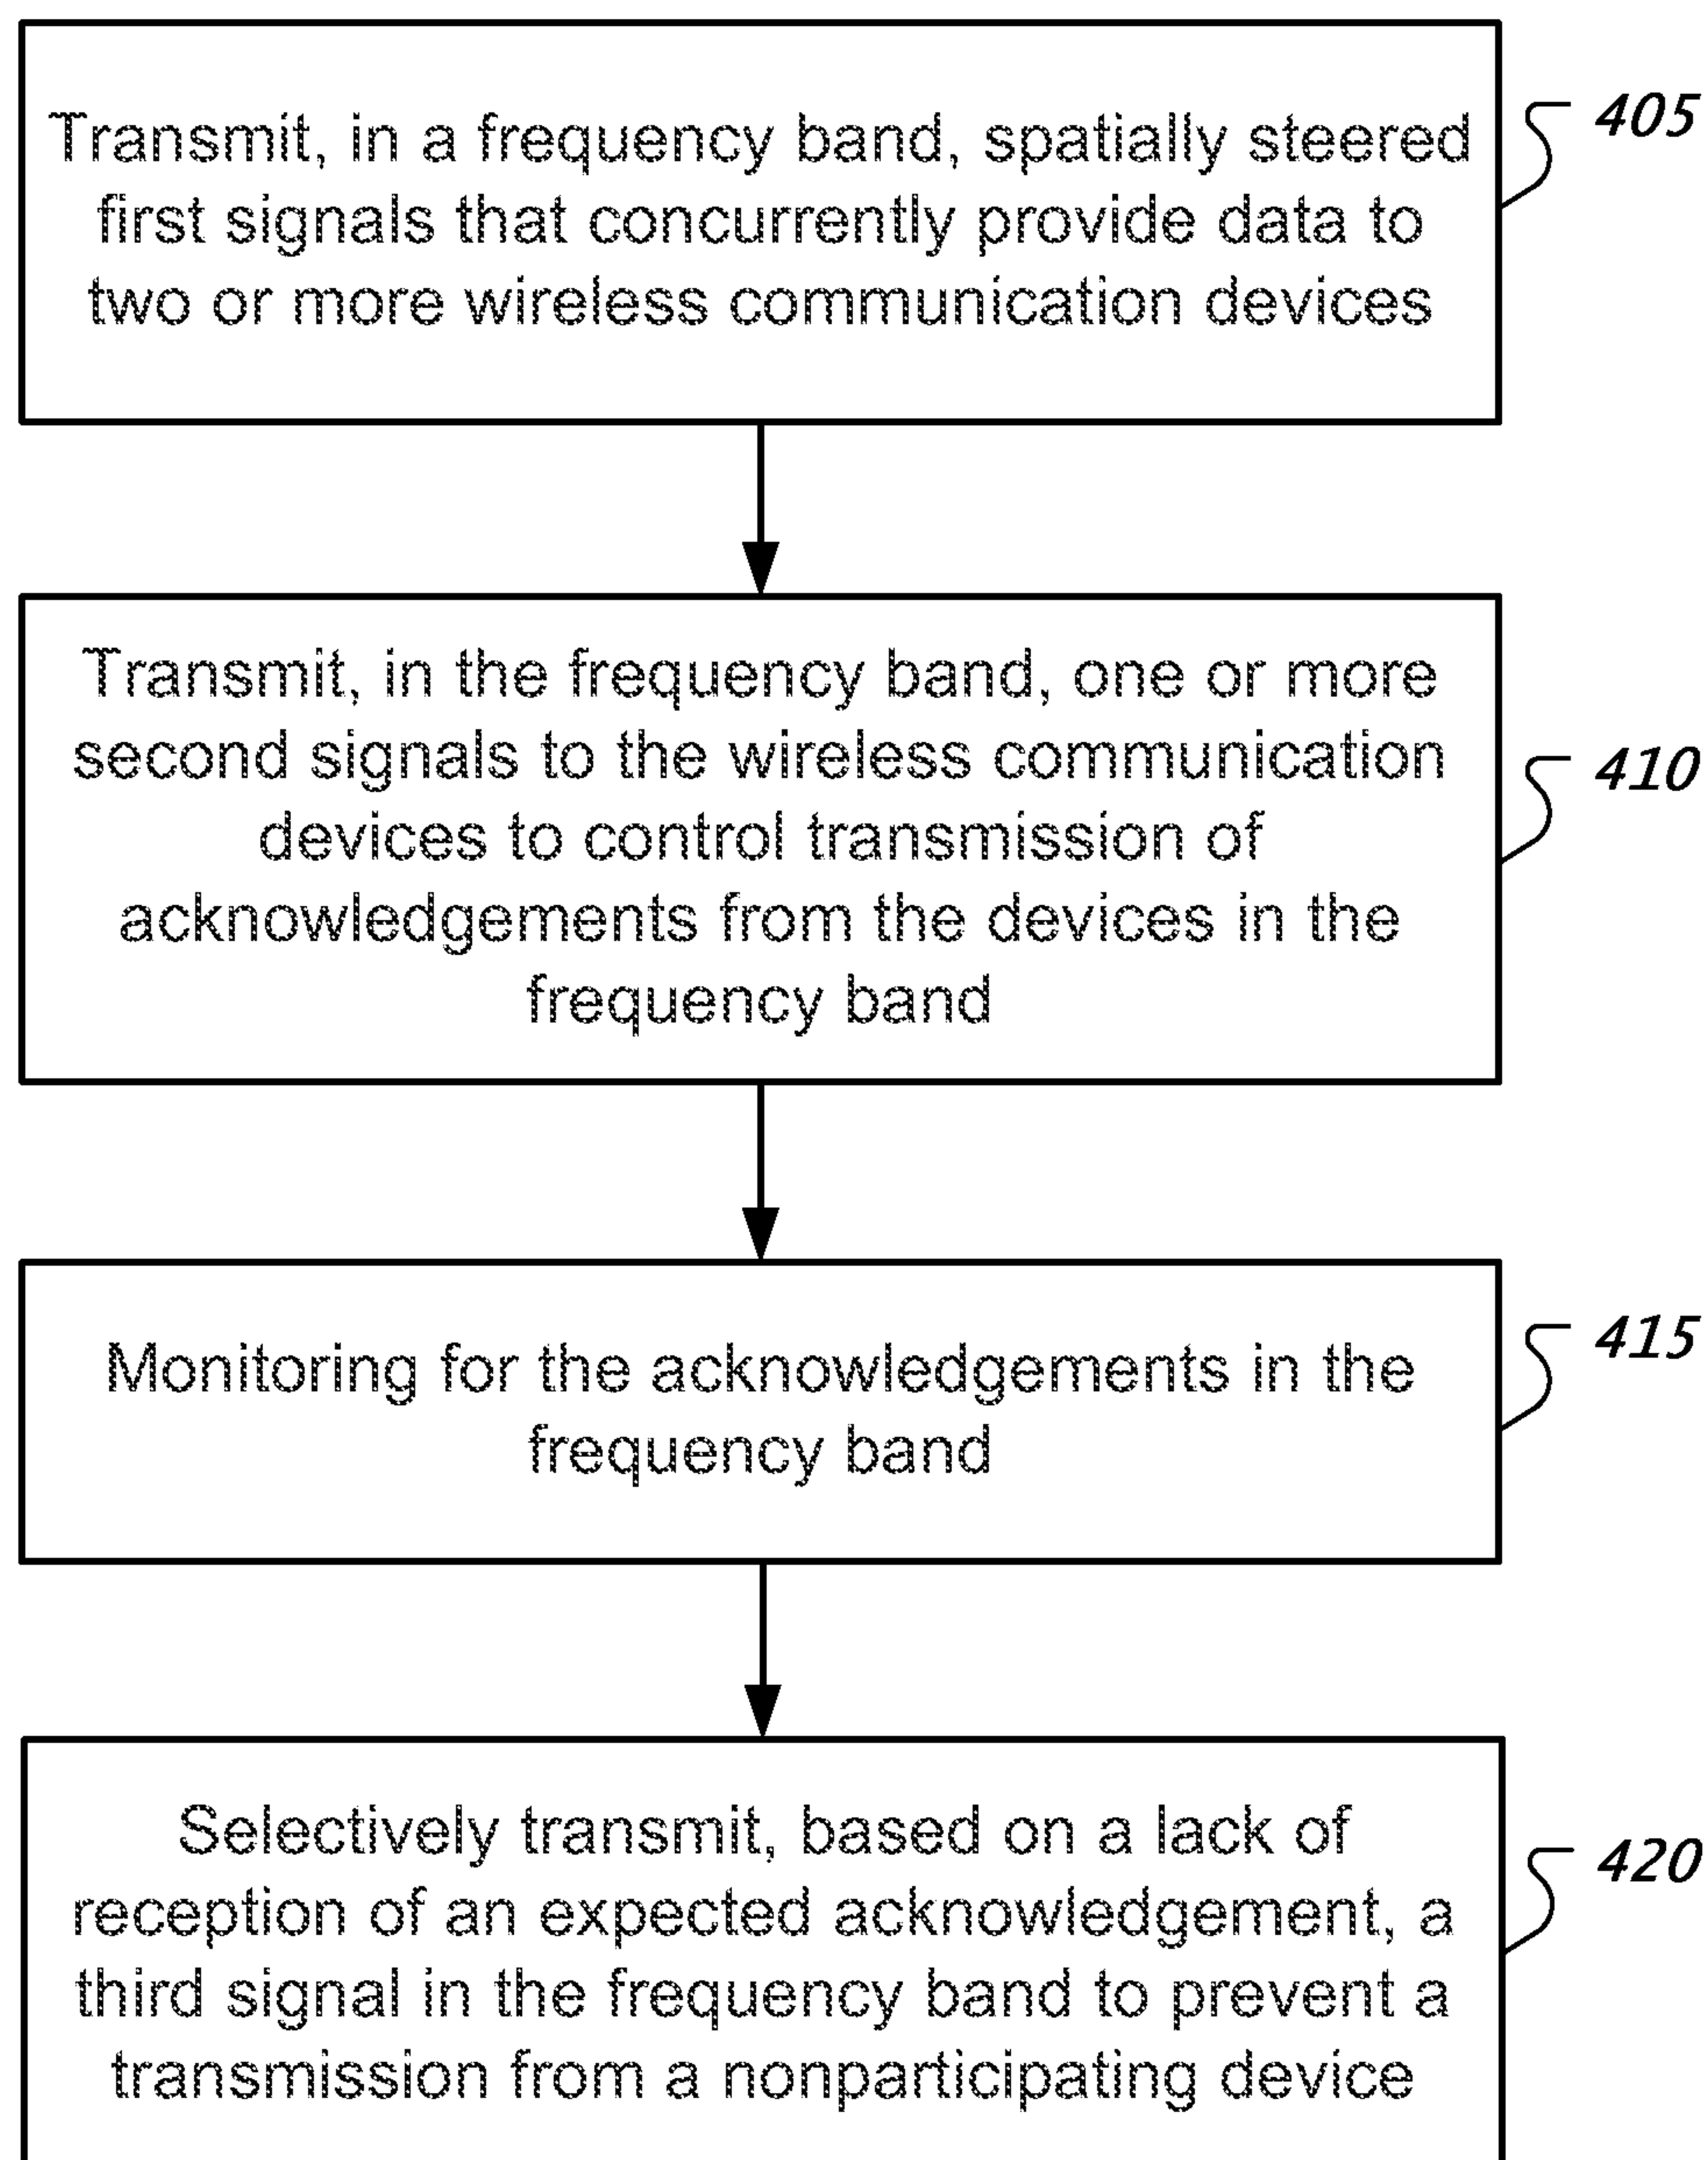 Transmit, in a frequency band, spatially steered
first signals that concurrently provide data to
two or more wireless communication devices
405
Transmit, in the frequency band, one or more
second signals to the wireless communication
devices to control transmission of
acknowledgements from the devices in the
frequency band
410
Monitoring for the acknowledgements in the
frequency band
415
Selectively transmit, based on a lack of
reception of an expected acknowledgement, a
third signal in the frequency band to prevent a
transmission from a nonparticipating device
420